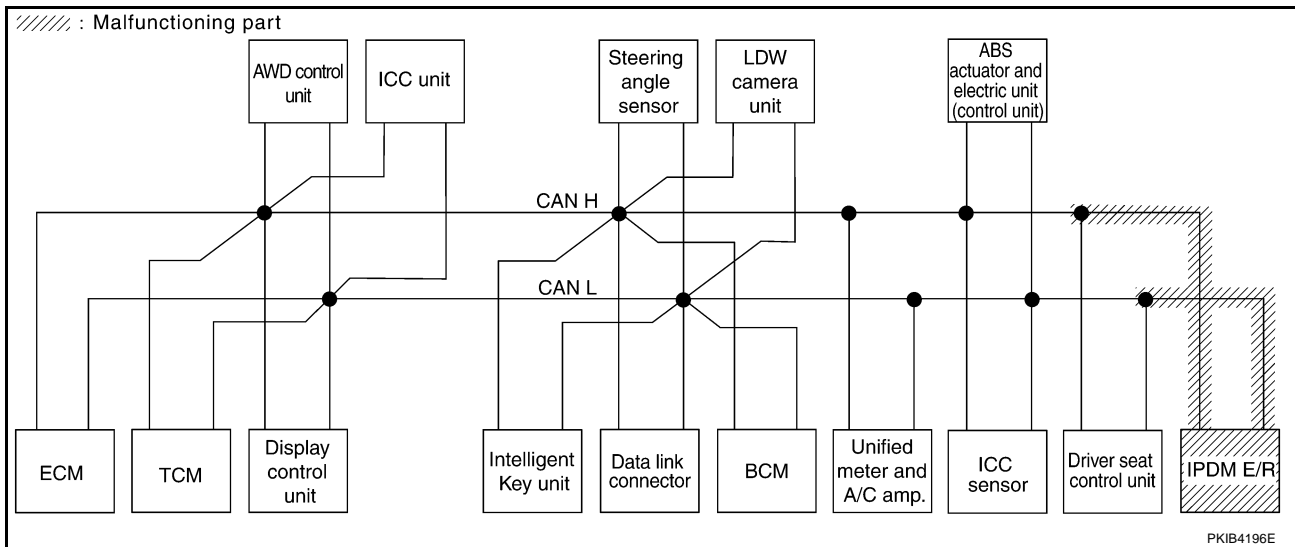 : Malfunctioning part
AWD control
unit
ICC unit
Steering
angle
sensor
LDW
camera
unit
ABS
actuator and
electric unit
(control unit)
CAN H
CAN L
ECM
TCM
Display
control
unit
Intelligent
Key unit
Data link
connector
BCM
Unified
meter and
A/C amp.
ICC
sensor
Driver seat
control unit
IPDM E/R
PKIB4196E